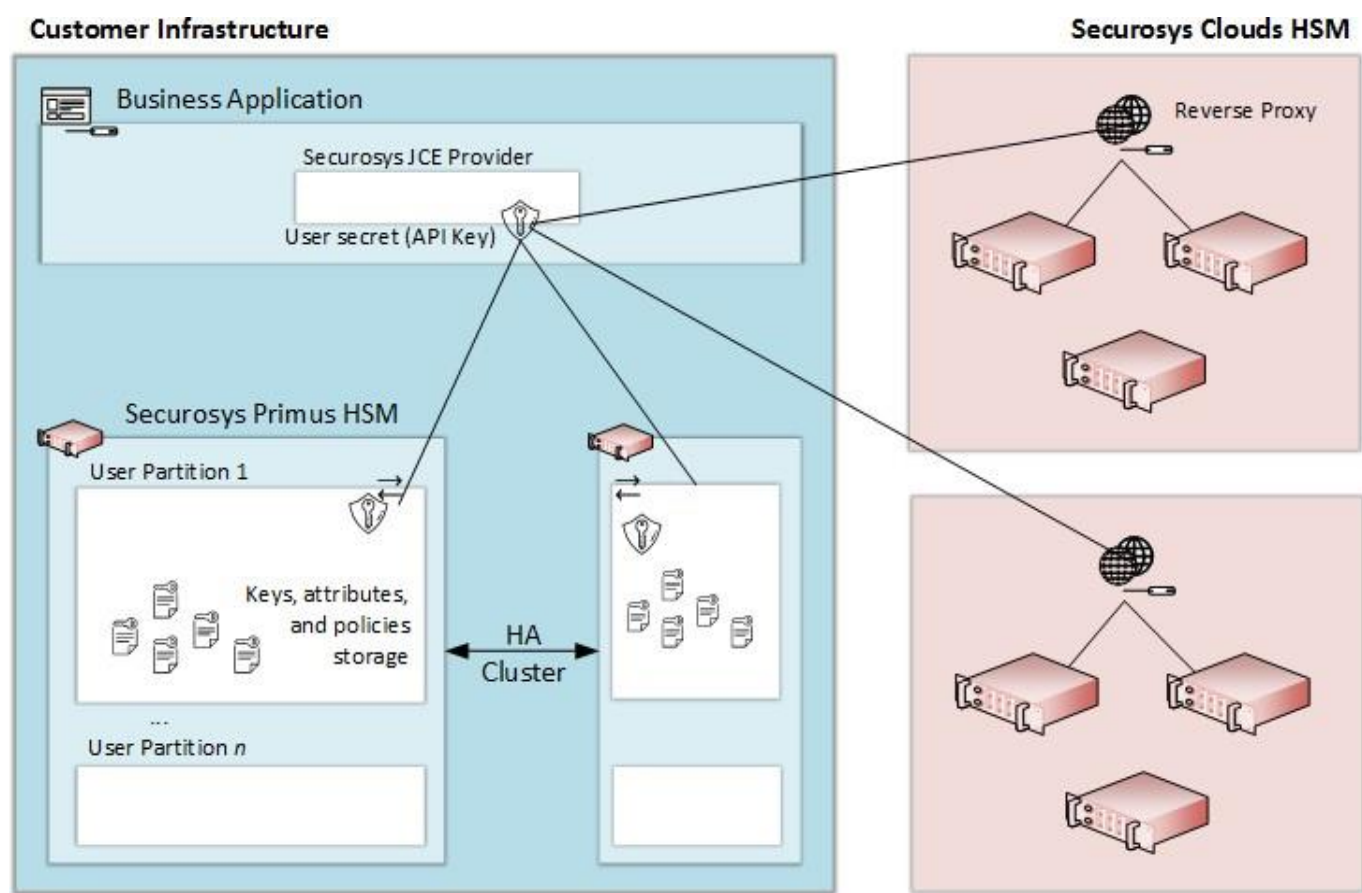 Customer Infrastructure
Securosys Clouds HSM
Business Application
Securosys JCE Provider
User secret (API Key)
Reverse Proxy
Securosys Primus HSM
User Partition 1
Keys, attributes,
and policies
storage
HA
Cluster
...
User Partition n